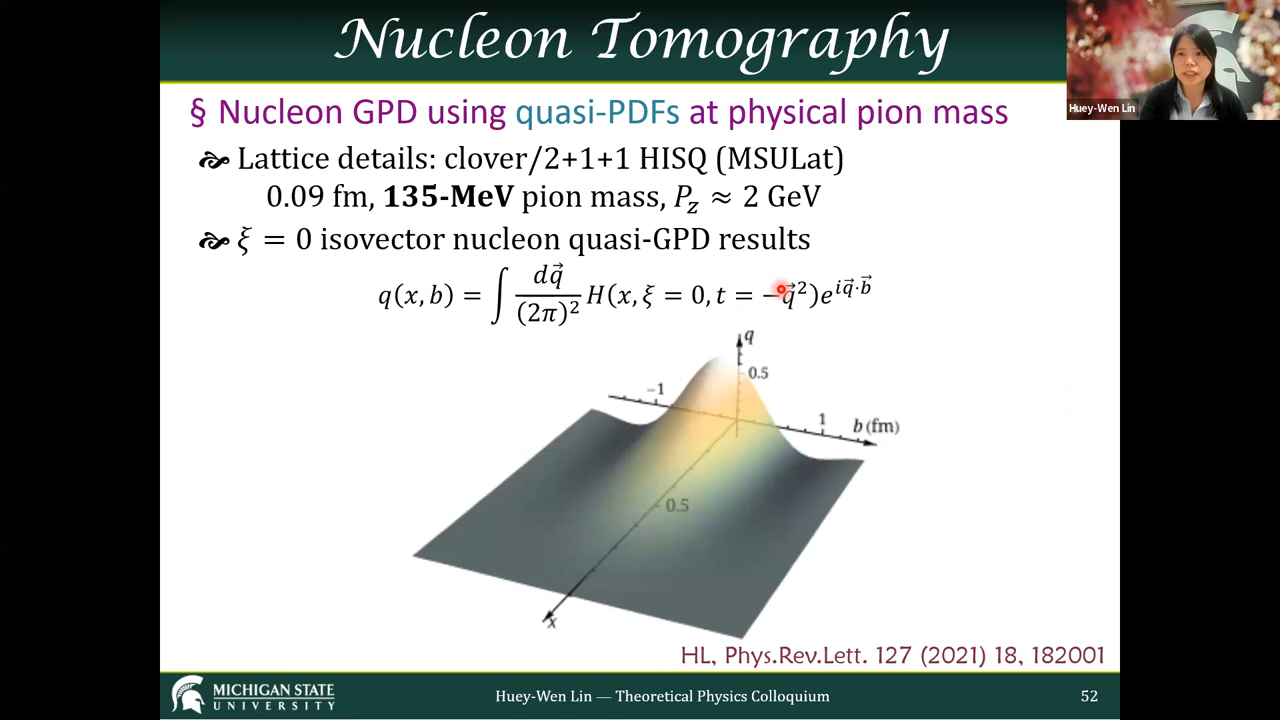 Nucleon Tomography
Huey-Wen Lin
§ Nucleon GPD using quasi-PDFs at physical pion mass
Lattice details: clover/2+1+1 HISQ (MSULat)
0.09 fm, 135-MeV pion mass, P_z ≈ 2 GeV
ξ = 0 isovector nucleon quasi-GPD results
q(x, b) = ∫ dq⃗/(2π)² H(x, ξ = 0, t = −q⃗²)e^{iq⃗·b⃗}
q
0.5
−1
1
b (fm)
0.5
x
HL, Phys.Rev.Lett. 127 (2021) 18, 182001
MICHIGAN STATE
UNIVERSITY
Huey-Wen Lin — Theoretical Physics Colloquium
52